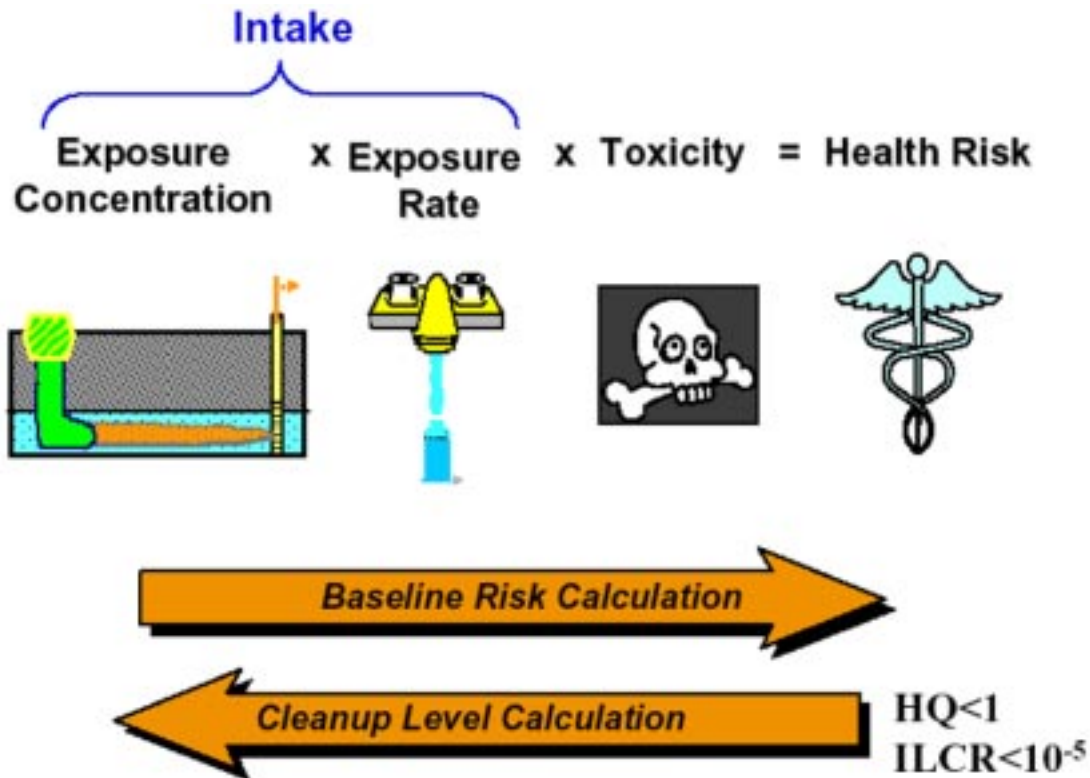 Intake
Exposure Concentration x Exposure Rate x Toxicity = Health Risk
Baseline Risk Calculation
Cleanup Level Calculation
HQ<1
ILCR<10⁻⁵